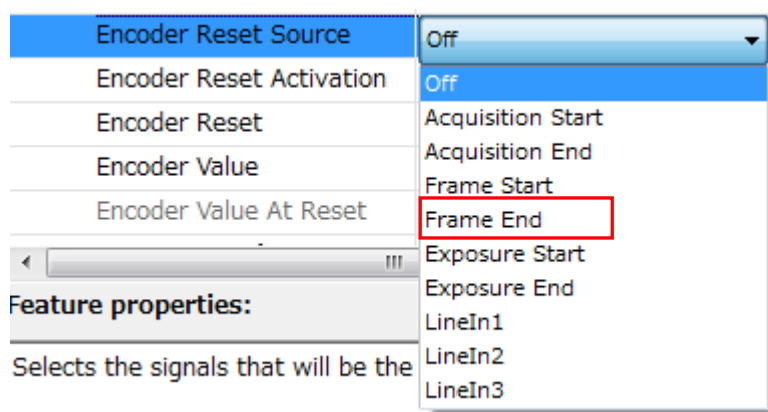 Encoder Reset Source Off
Encoder Reset Activation Off
Encoder Reset Acquisition Start
Encoder Value Acquisition End
Encoder Value At Reset Frame Start
Frame End
Exposure Start
Exposure End
Feature properties: LineIn1
Selects the signals that will be the LineIn2
LineIn3